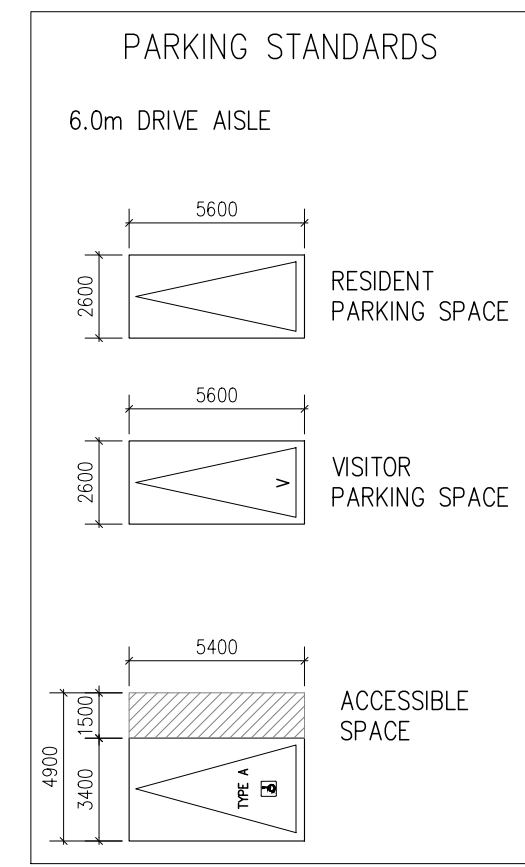 PARKING STANDARDS
6.0m DRIVE AISLE
5600
2600
RESIDENT
PARKING SPACE
5600
2600
V
VISITOR
PARKING SPACE
5400
1500
4900
3400
TYPE A
ACCESSIBLE
SPACE